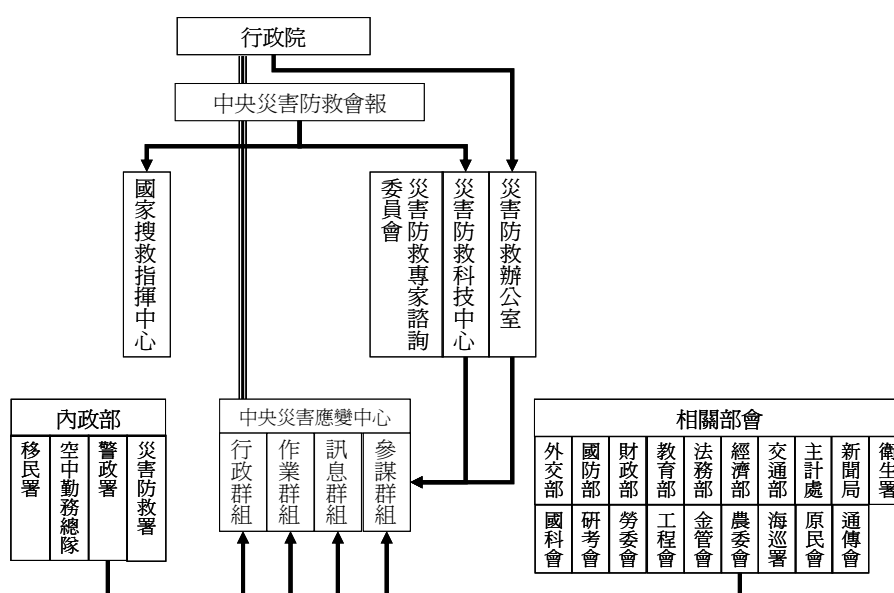 行政院
中央災害防救會報
國家搜救指揮中心
災害防救專家諮詢
委員會
災害防救科技中心
災害防救辦公室
內政部
移民署
空中勤務總隊
警政署
災害防救署
中央災害應變中心
行政群組
作業群組
訊息群組
參謀群組
相關部會
外交部
國防部
財政部
教育部
法務部
經濟部
交通部
主計處
新聞局
衛生署
國科會
研考會
勞委會
工程會
金管會
農委會
海巡署
原民會
通傳會